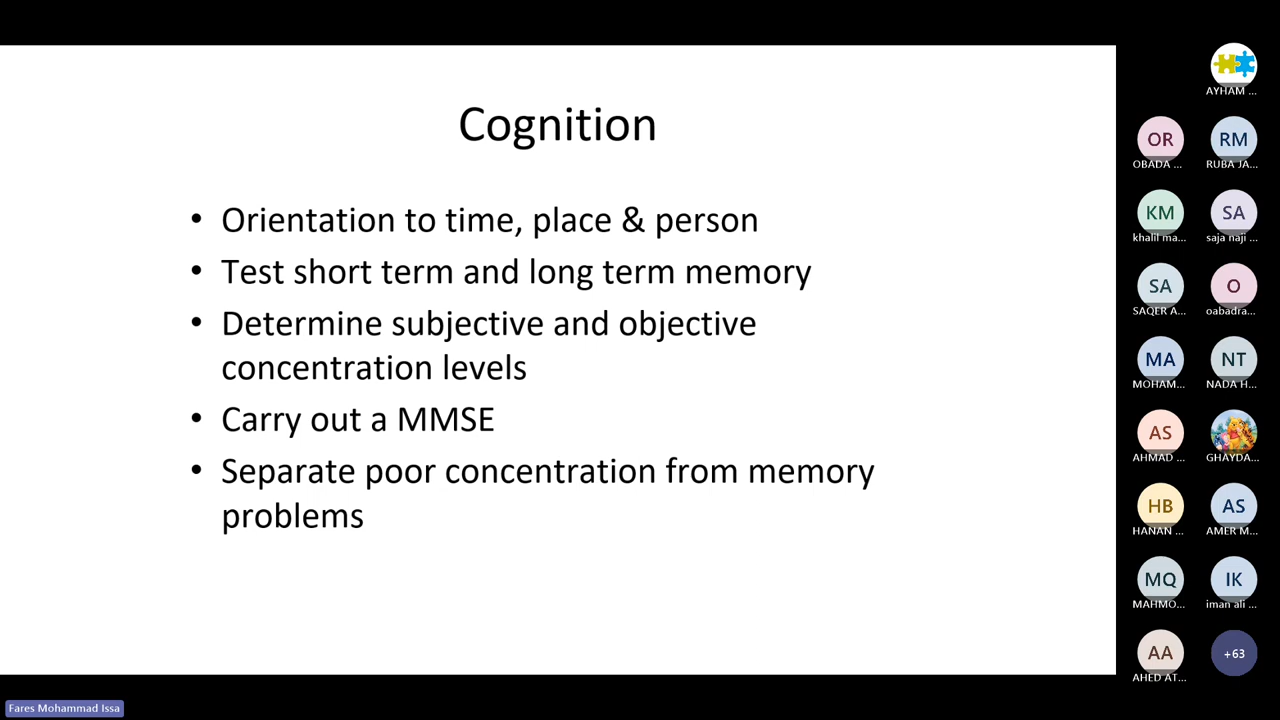 Cognition
• Orientation to time, place & person
• Test short term and long term memory
• Determine subjective and objective
concentration levels
• Carry out a MMSE
• Separate poor concentration from memory
problems
AYHAM ...
OR
OBADA ...
RM
RUBA JA...
KM
khalil ma...
SA
saja naji ...
SA
SAQER A...
O
oabadra...
MA
MOHAM...
NT
NADA H...
AS
AHMAD ...
GHAYDA...
HB
HANAN ...
AS
AMER M...
MQ
MAHMO...
IK
iman ali ...
AA
AHED AT...
+63
Fares Mohammad Issa